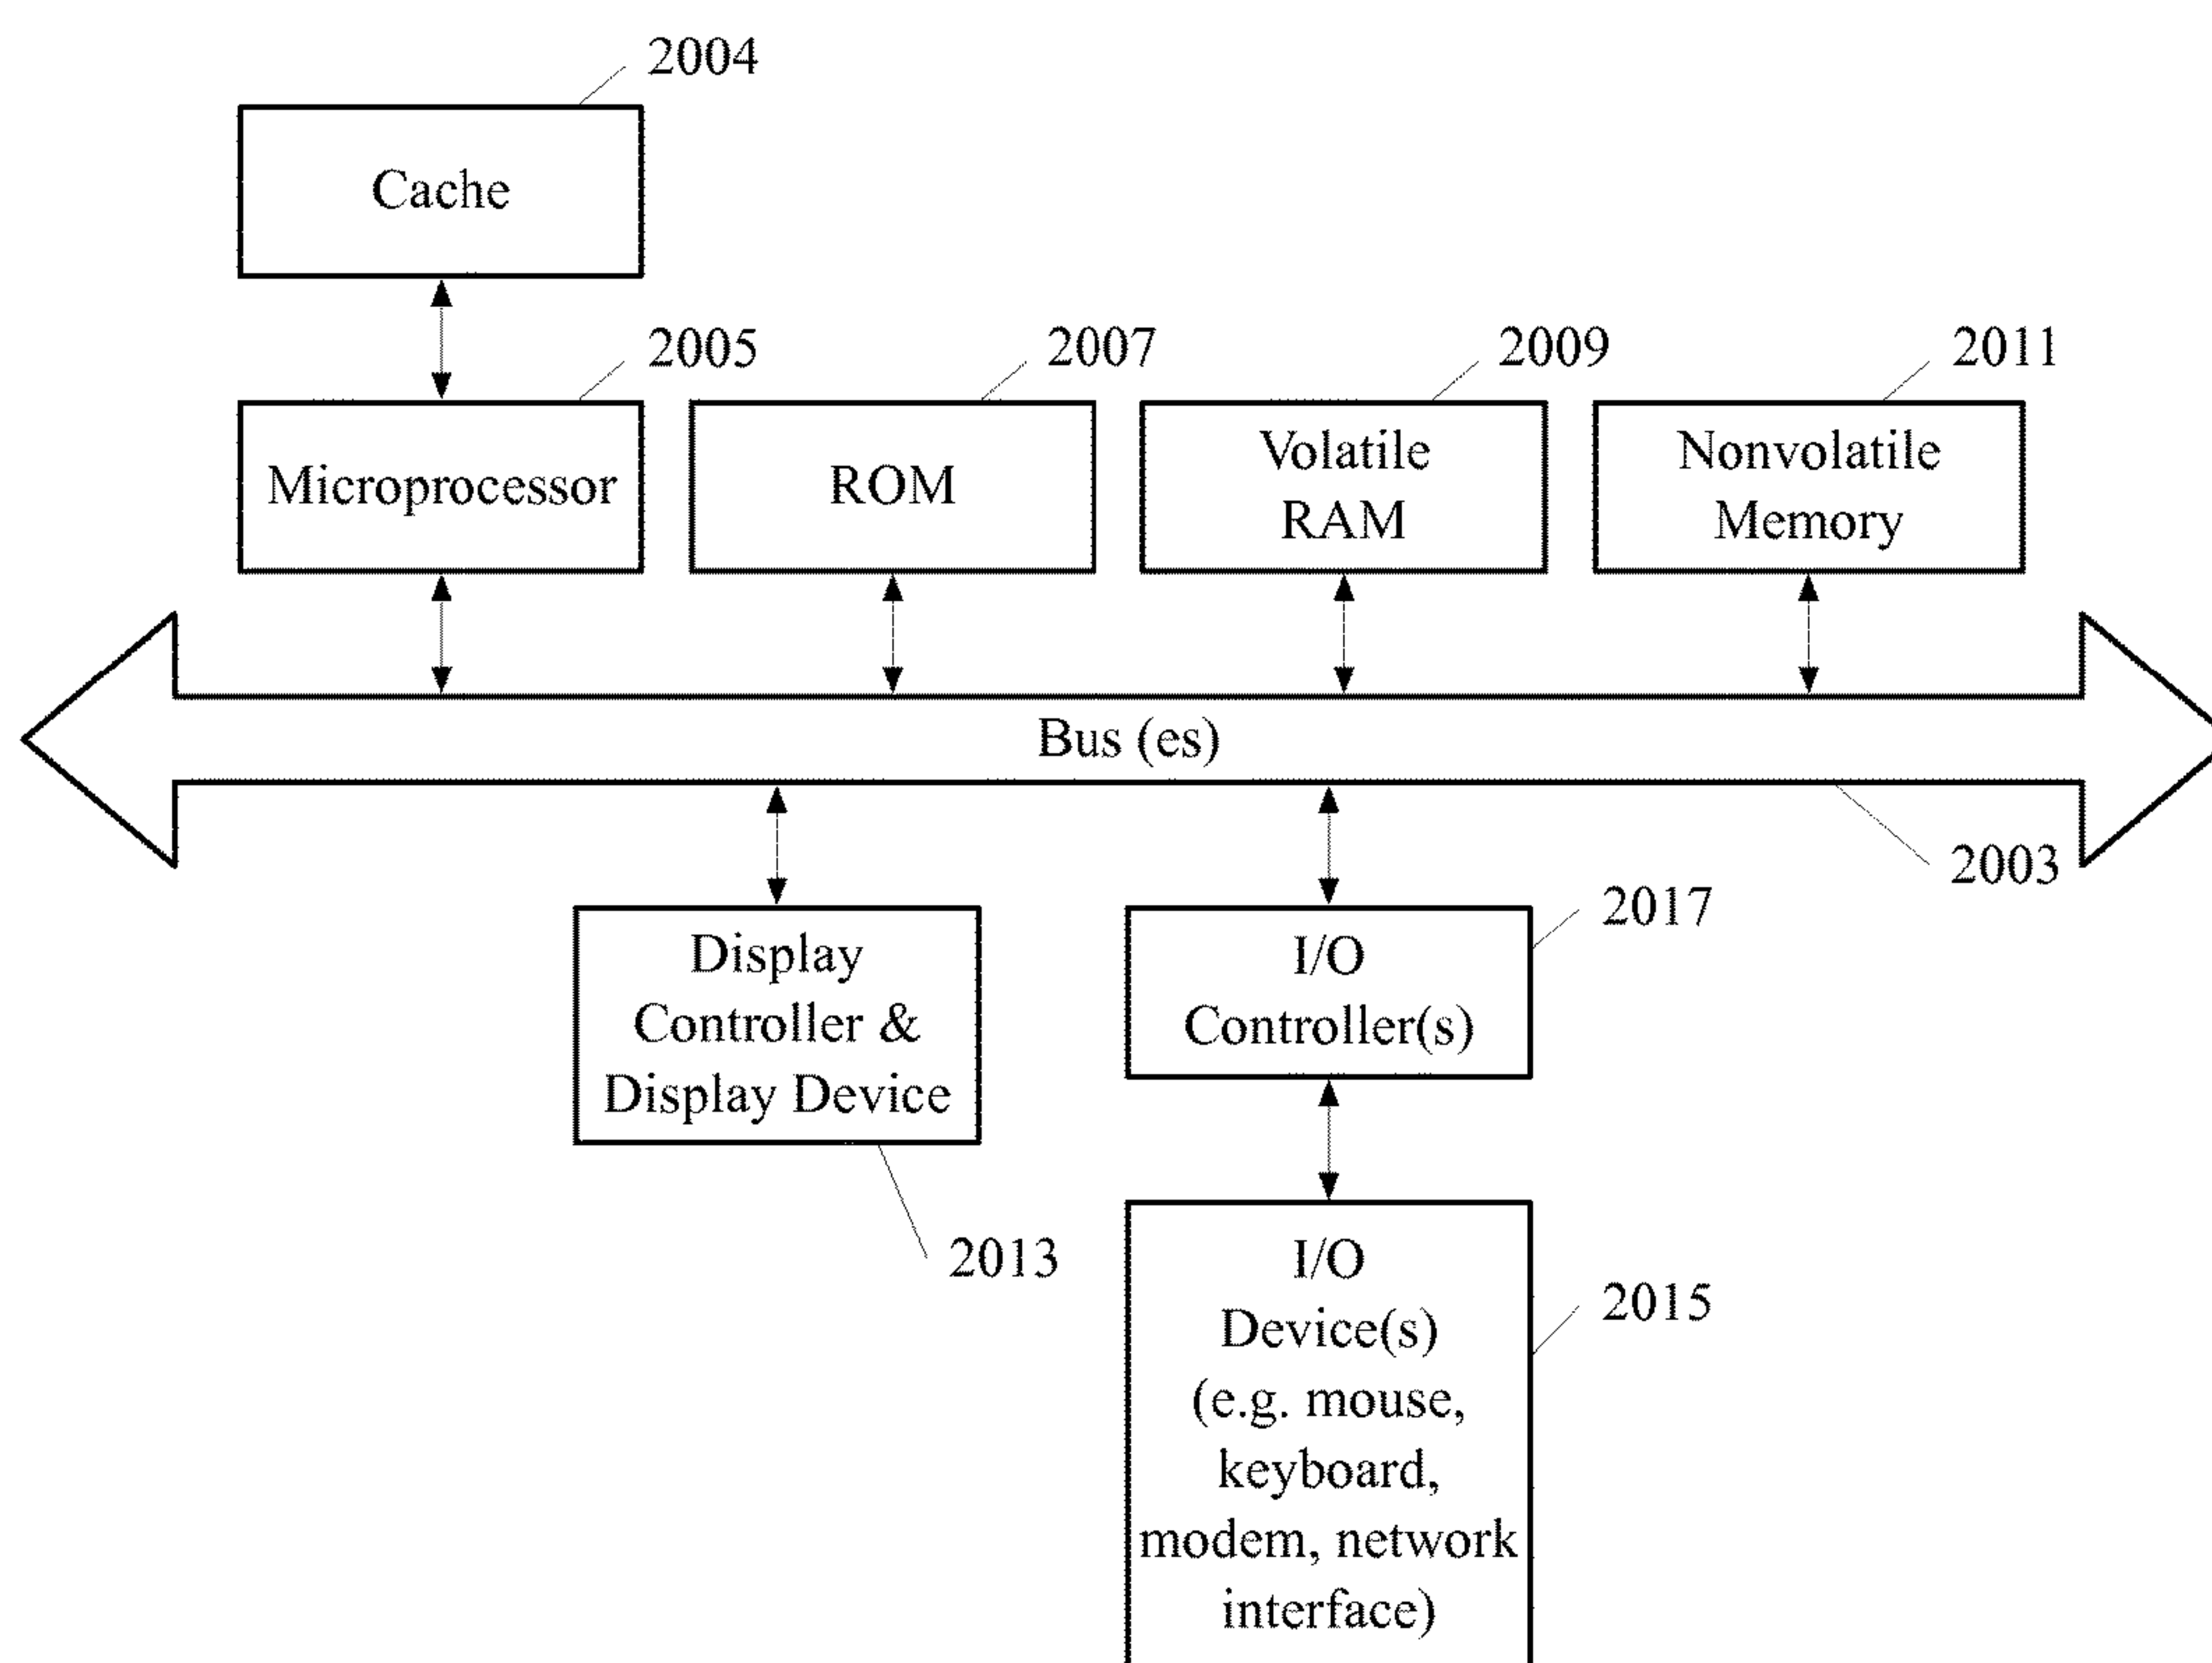 2004
Cache
2005
2007
2009
2011
Microprocessor
ROM
Volatile
RAM
Nonvolatile
Memory
Bus (es)
2003
2017
Display
Controller &
Display Device
I/O
Controller(s)
2013
I/O
Device(s)
(e.g. mouse,
keyboard,
modem, network
interface)
2015